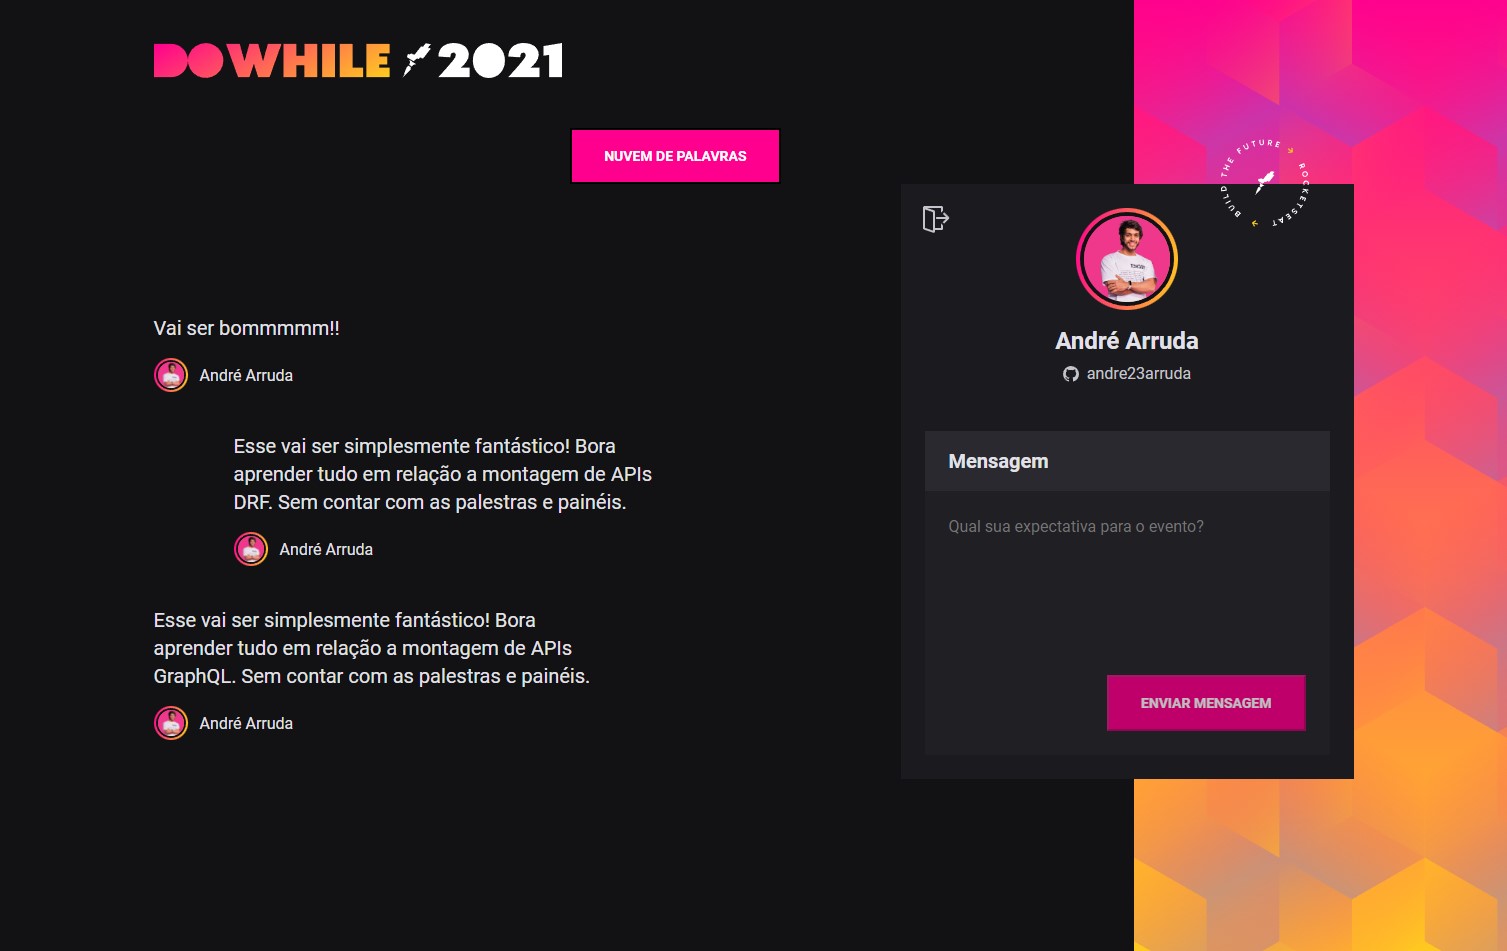 DOWHILE 2021
NUVEM DE PALAVRAS
Vai ser bommmmm!!
André Arruda
Esse vai ser simplesmente fantástico! Bora
aprender tudo em relação a montagem de APIs
DRF. Sem contar com as palestras e painéis.
André Arruda
Esse vai ser simplesmente fantástico! Bora
aprender tudo em relação a montagem de APIs
GraphQL. Sem contar com as palestras e painéis.
André Arruda
BUILD THE FUTURE
ROCKETSEAT
André Arruda
andre23arruda
Mensagem
Qual sua expectativa para o evento?
ENVIAR MENSAGEM